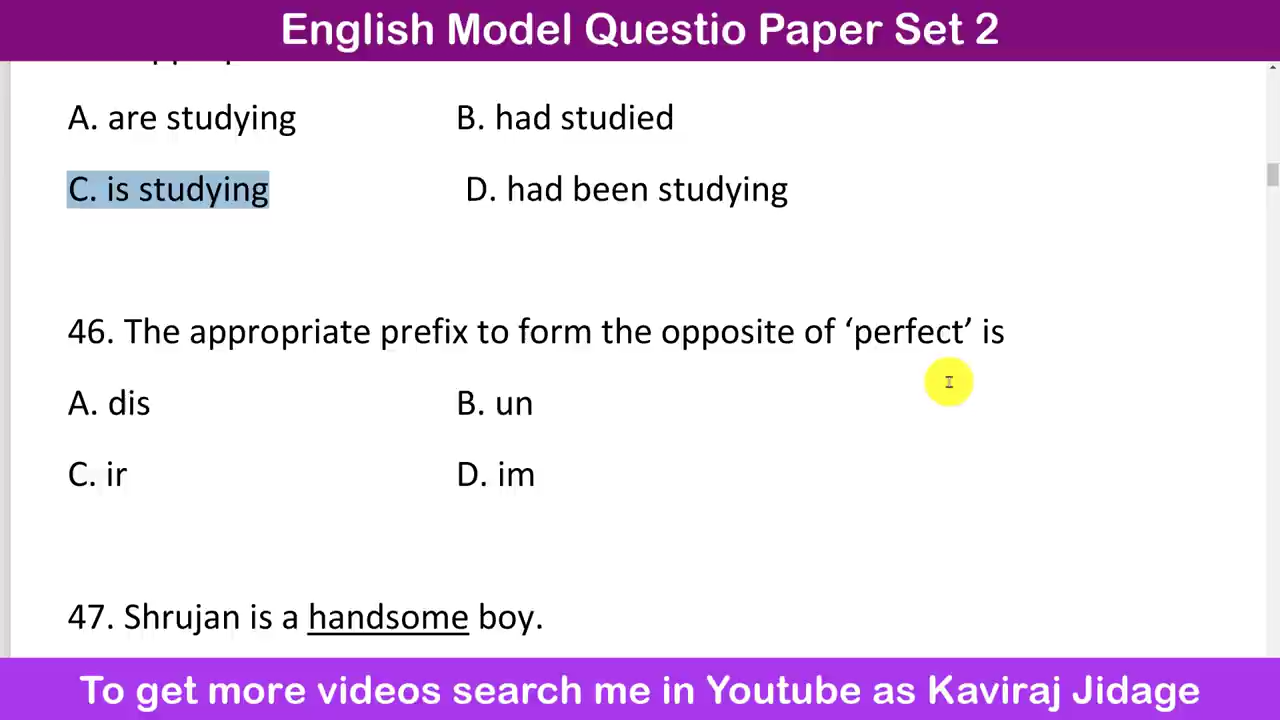 English Model Questio Paper Set 2
A. are studying B. had studied
C. is studying D. had been studying
46. The appropriate prefix to form the opposite of ‘perfect’ is
A. dis B. un
C. ir D. im
47. Shrujan is a handsome boy.
To get more videos search me in Youtube as Kaviraj Jidage